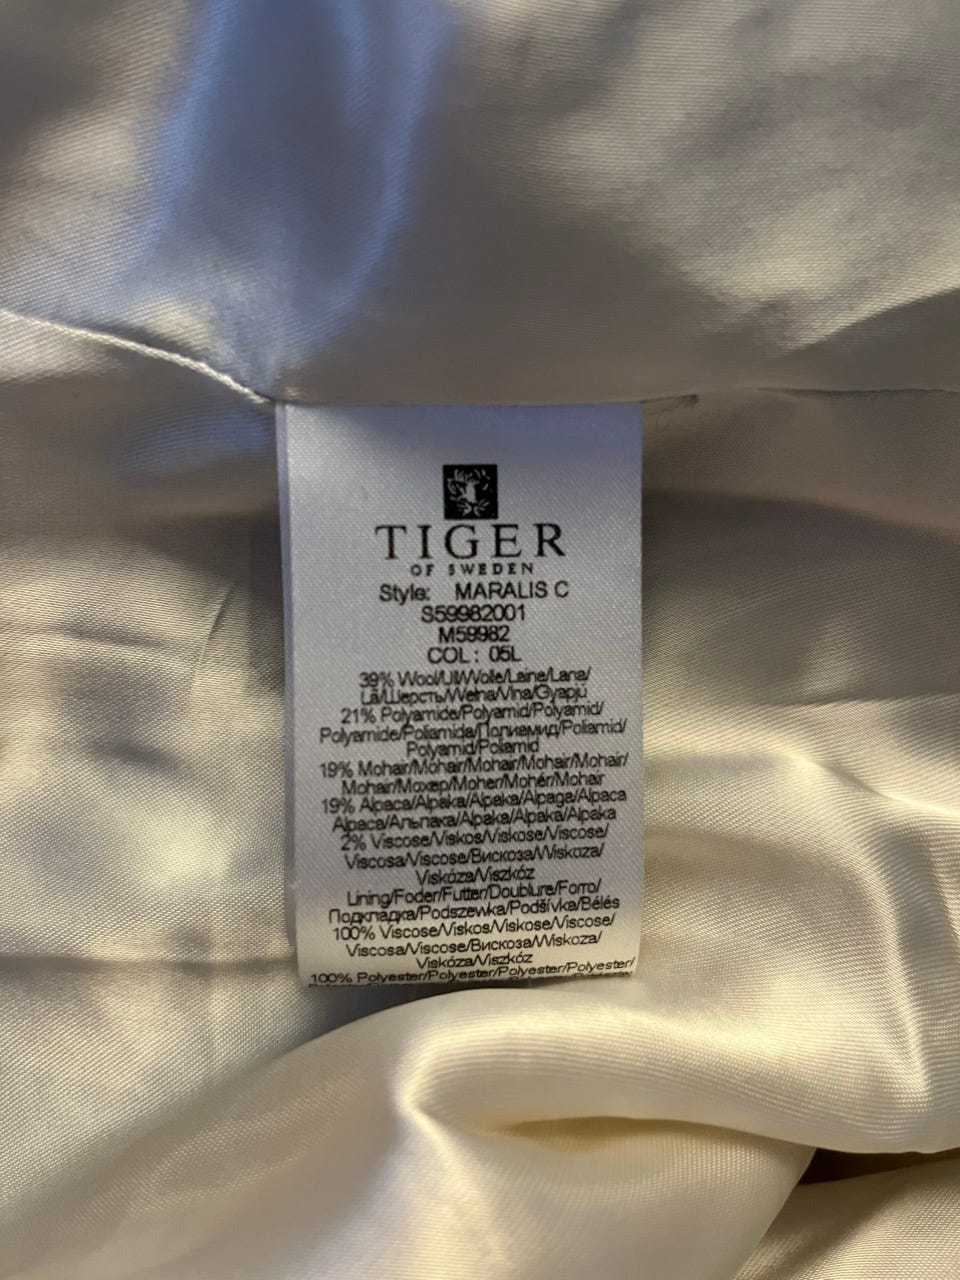 TIGER
OF SWEDEN
Style: MARALIS C
S59982001
M59982
COL: 05L
39% Wool/Ull/Wolle/Laine/Lana/
Lã/Шерсть/Wełna/Vlna/Gyapjú
21% Polyamide/Polyamid/Polyamid/
Polyamide/Poliamida/Полиамид/Poliamid/
Polyamid/Poliamid
19% Mohair/Mohair/Mohair/Mohair/Mohair/
Mohair/Мохер/Moher/Mohér/Mohair
19% Alpaca/Alpaka/Alpaka/Alpaga/Alpaca
Alpaca/Альпака/Alpaka/Alpaka/Alpaka
2% Viscose/Viskos/Viskose/Viscose/
Viscosa/Viscose/Вискоза/Wiskoza/
Viskóza/Viszkóz
Lining/Foder/Futter/Doublure/Forro/
Подкладка/Podszewka/Podšívka/Bélés
100% Viscose/Viskos/Viskose/Viscose/
Viscosa/Viscose/Вискоза/Wiskoza/
Viskóza/Viszkóz
100% Polyester/Polyester/Polyester/Polyester/